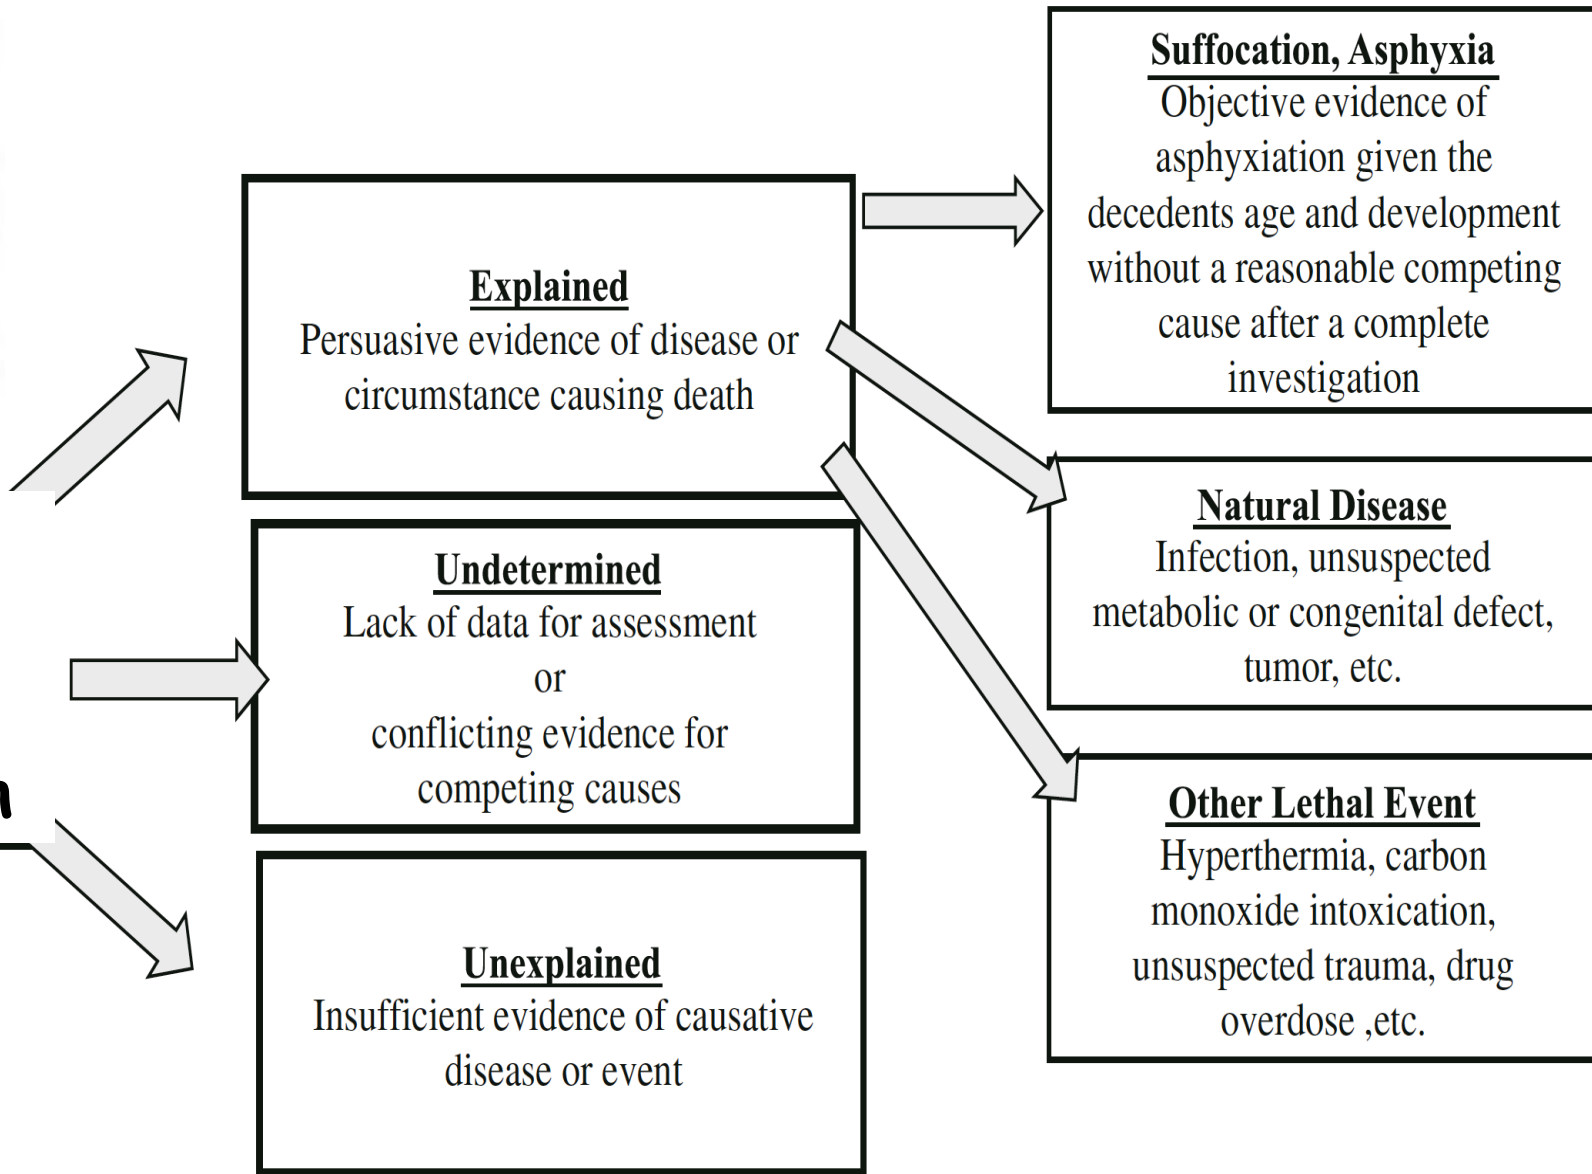 Explained
Persuasive evidence of disease or
circumstance causing death
Undetermined
Lack of data for assessment
or
conflicting evidence for
competing causes
Unexplained
Insufficient evidence of causative
disease or event
Suffocation, Asphyxia
Objective evidence of
asphyxiation given the
decedents age and development
without a reasonable competing
cause after a complete
investigation
Natural Disease
Infection, unsuspected
metabolic or congenital defect,
tumor, etc.
Other Lethal Event
Hyperthermia, carbon
monoxide intoxication,
unsuspected trauma, drug
overdose ,etc.